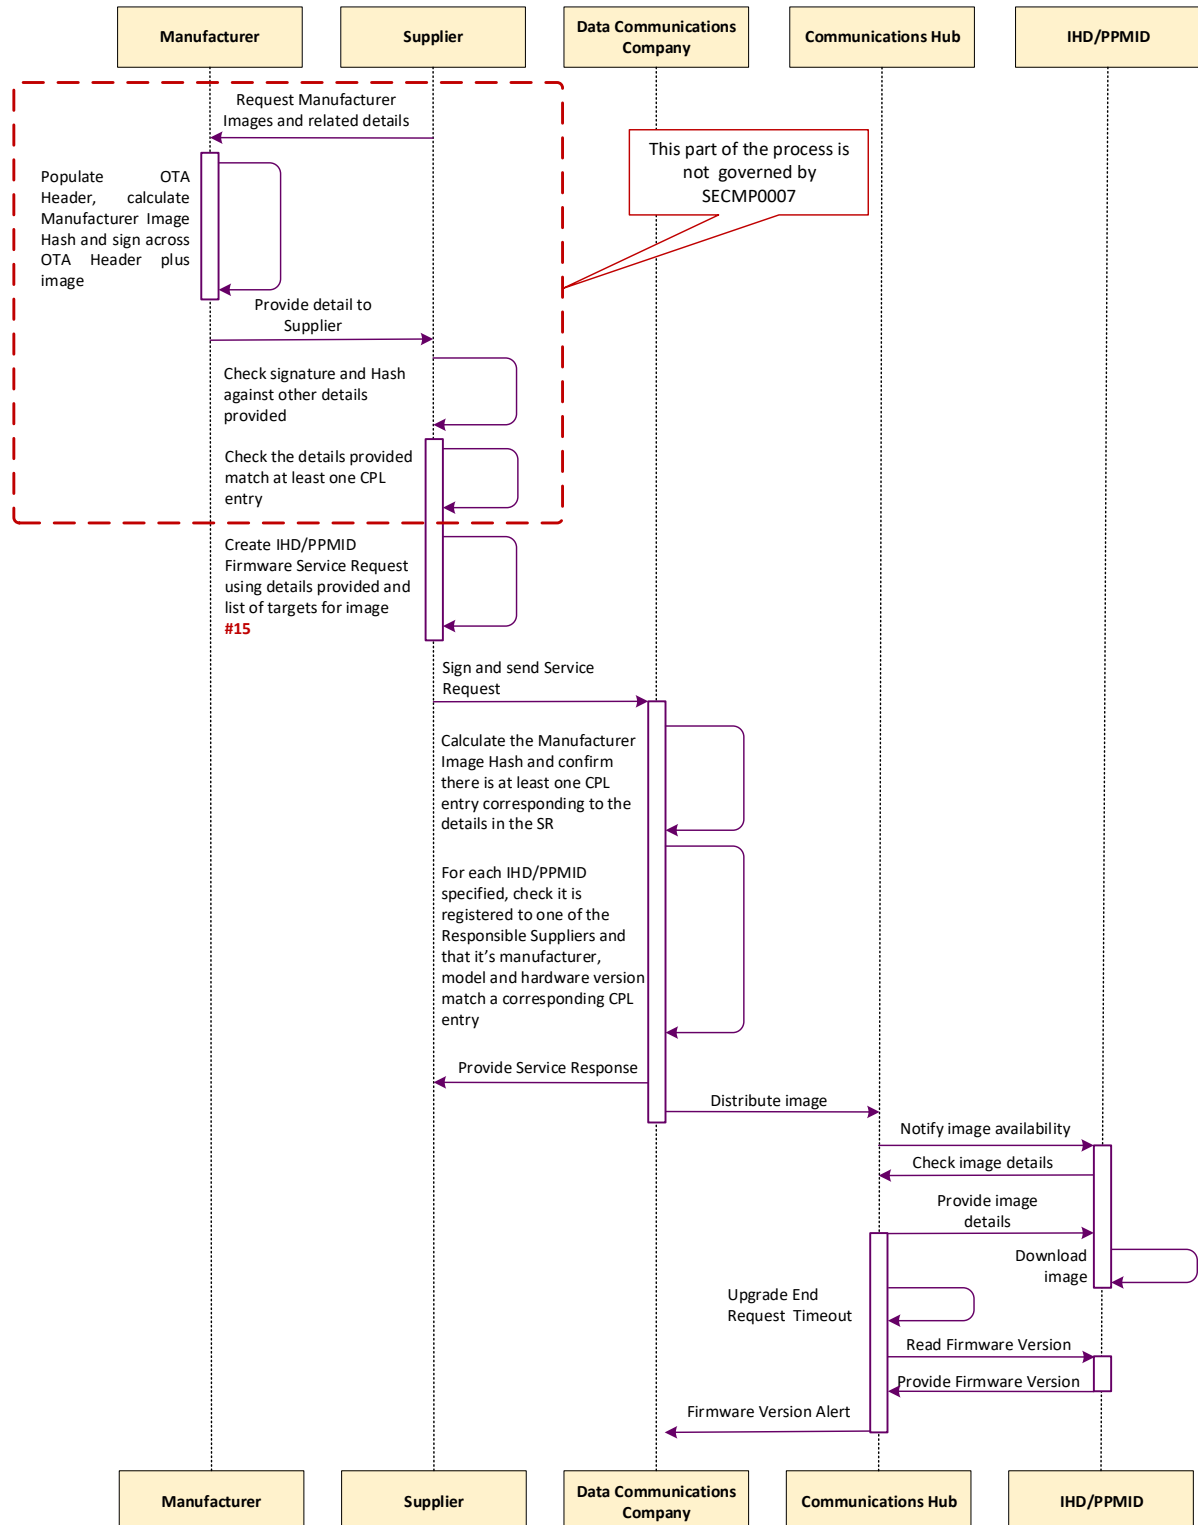 Manufacturer
Supplier
Data Communications
Company
Communications Hub
IHD/PPMID
Request Manufacturer
Images and related details
This part of the process is
not governed by
SECMP0007
Populate OTA
Header, calculate
Manufacturer Image
Hash and sign across
OTA Header plus
image
Provide detail to
Supplier
Check signature and Hash
against other details
provided
Check the details provided
match at least one CPL
entry
Create IHD/PPMID
Firmware Service Request
using details provided and
list of targets for image
#15
Sign and send Service
Request
Calculate the Manufacturer
Image Hash and confirm
there is at least one CPL
entry corresponding to the
details in the SR
For each IHD/PPMID
specified, check it is
registered to one of the
Responsible Suppliers and
that it's manufacturer,
model and hardware version
match a corresponding CPL
entry
Provide Service Response
Distribute image
Notify image availability
Check image details
Provide image
details
Download
image
Upgrade End
Request Timeout
Read Firmware Version
Provide Firmware Version
Firmware Version Alert
Manufacturer
Supplier
Data Communications
Company
Communications Hub
IHD/PPMID